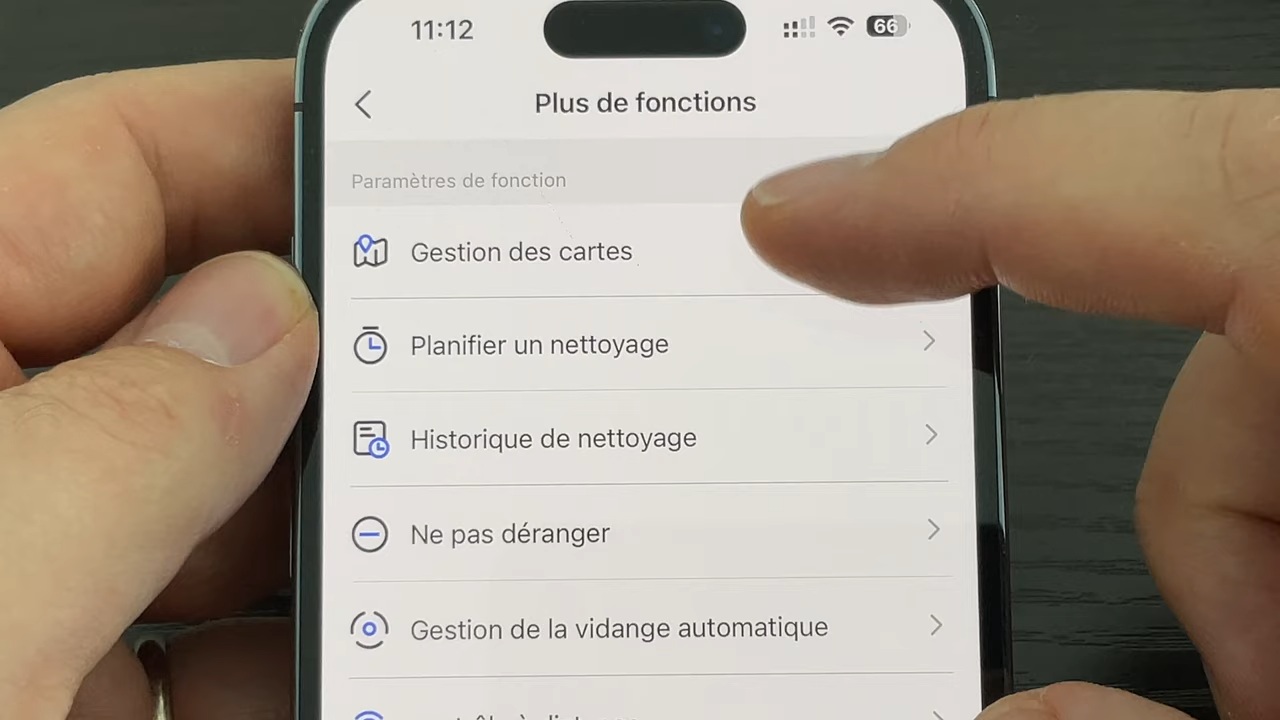 11:12
66
Plus de fonctions
Paramètres de fonction
Gestion des cartes
Planifier un nettoyage
Historique de nettoyage
Ne pas déranger
Gestion de la vidange automatique